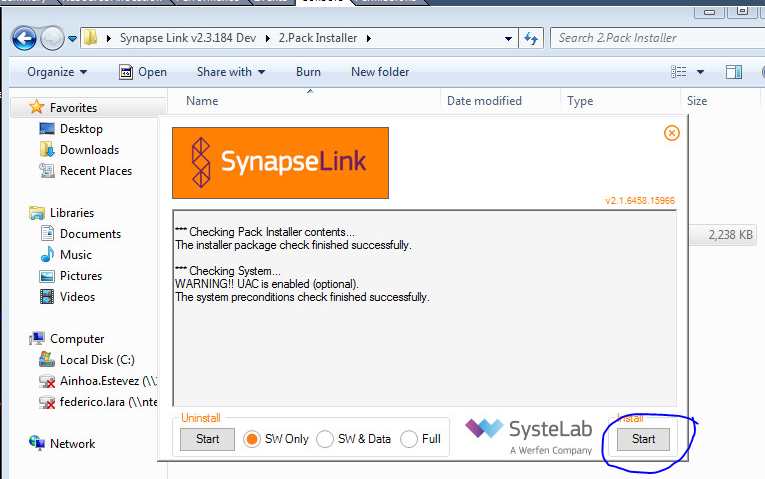 Synapse Link v2.3.184 Dev
2.Pack Installer
Search 2.Pack Installer
Organize
Open
Share with
Burn
New folder
Favorites
Desktop
Downloads
Recent Places
Libraries
Documents
Music
Pictures
Videos
Computer
Local Disk (C:)
Ainhoa.Estevez (\\
federico.lara (\\nte
Network
Name
Date modified
Type
Size
2,238 KB
SynapseLink
v2.1.6458.15966
*** Checking Pack Installer contents...
The installer package check finished successfully.
*** Checking System...
WARNING!! UAC is enabled (optional).
The system preconditions check finished successfully.
Uninstall
Start
SW Only
SW & Data
Full
SysteLab
A Werfen Company
Install
Start